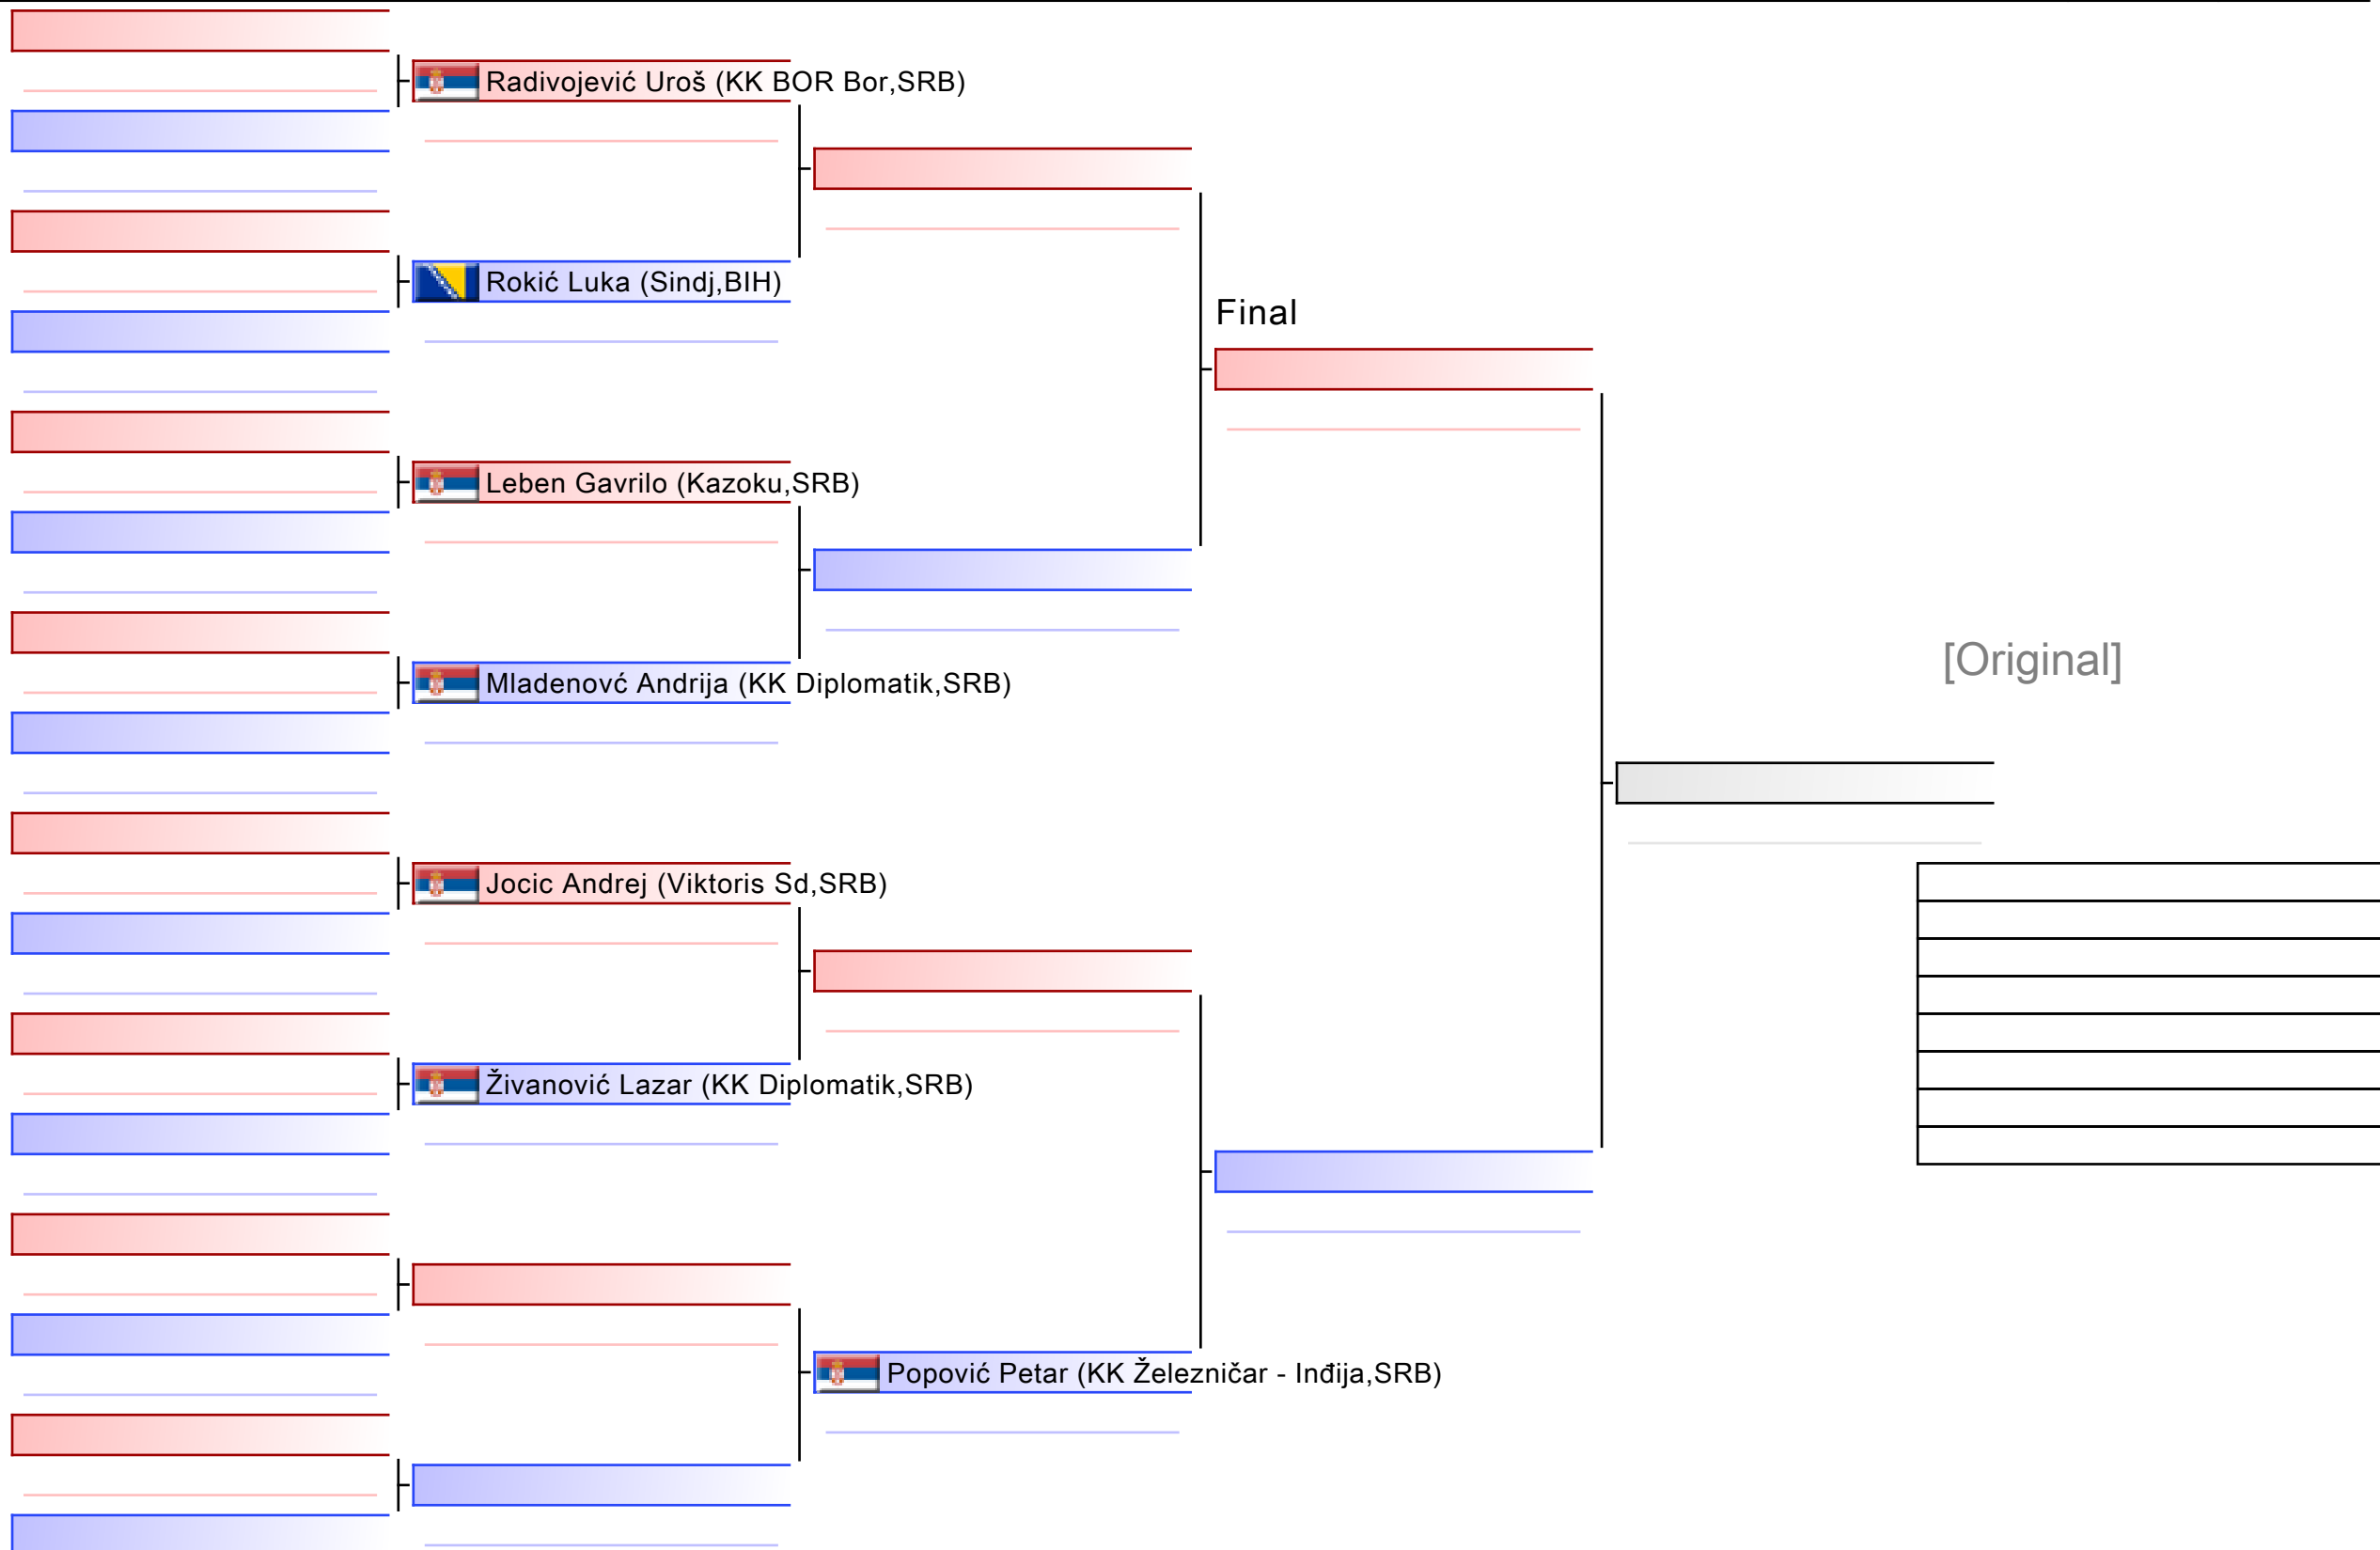 Radivojević Uroš (KK BOR Bor,SRB)
Rokić Luka (Sindj,BIH)
Final
Leben Gavrilo (Kazoku,SRB)
[Original]
Mladenovć Andrija (KK Diplomatik,SRB)
Jocic Andrej (Viktoris Sd,SRB)
Živanović Lazar (KK Diplomatik,SRB)
Popović Petar (KK Železničar - Inđija,SRB)